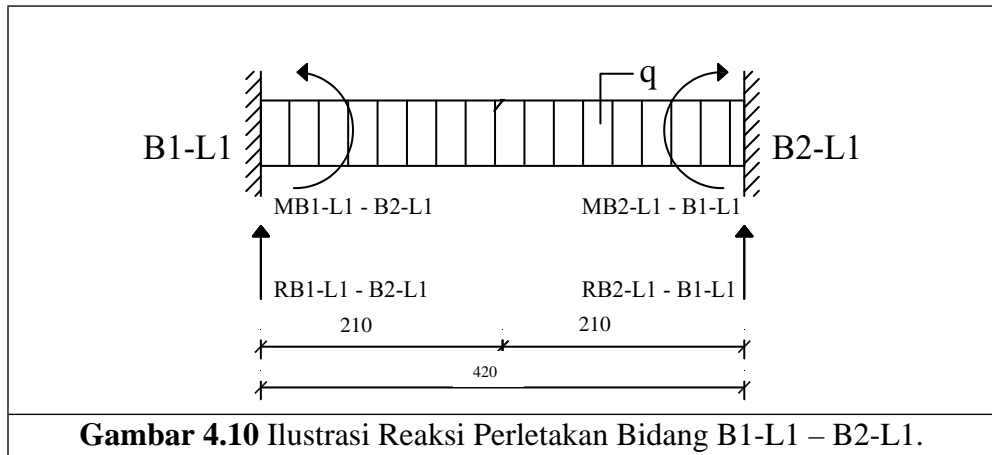 q
B1-L1
B2-L1
MB1-L1 - B2-L1
MB2-L1 - B1-L1
RB1-L1 - B2-L1
RB2-L1 - B1-L1
210
210
420
Gambar 4.10 Ilustrasi Reaksi Perletakan Bidang B1-L1 – B2-L1.